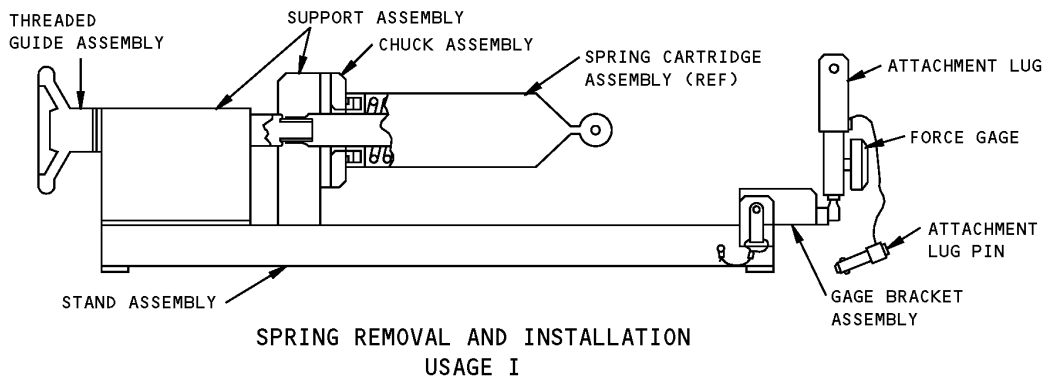 THREADED
GUIDE ASSEMBLY
SUPPORT ASSEMBLY
CHUCK ASSEMBLY
SPRING CARTRIDGE
ASSEMBLY (REF)
ATTACHMENT LUG
FORCE GAGE
ATTACHMENT
LUG PIN
GAGE BRACKET
ASSEMBLY
STAND ASSEMBLY
SPRING REMOVAL AND INSTALLATION
USAGE I